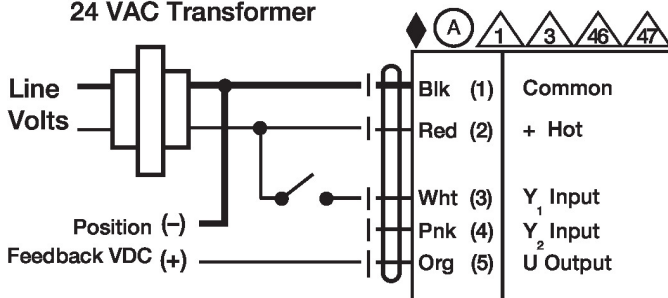 24 VAC Transformer
A 1 3 46 47
Line
Volts
Blk (1) Common
Red (2) + Hot
Wht (3) Y1 Input
Position (–)
Pnk (4) Y2 Input
Feedback VDC (+)
Org (5) U Output